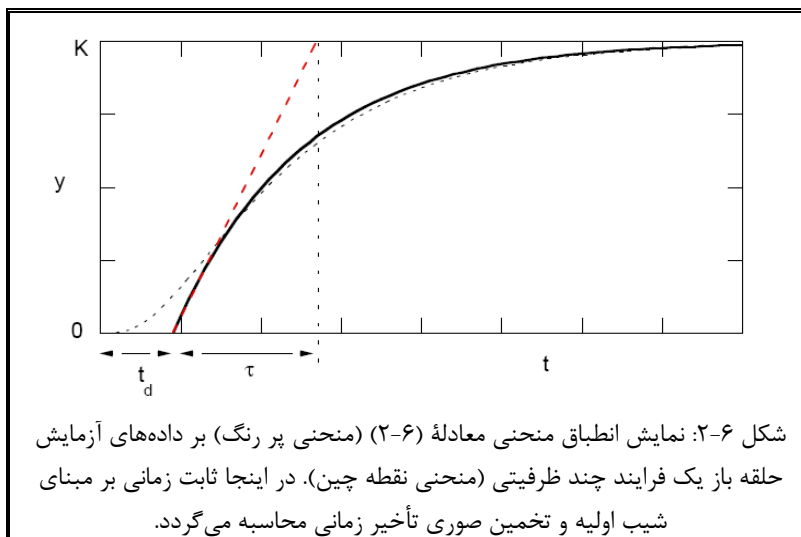 K
y
0
t_d
τ
t
شکل ۶-۲: نمایش انطباق منحنی معادلهٔ (۶-۲) (منحنی پر رنگ) بر داده‌های آزمایش
حلقه باز یک فرایند چند ظرفیتی (منحنی نقطه چین). در اینجا ثابت زمانی بر مبنای
شیب اولیه و تخمین صوری تأخیر زمانی محاسبه می‌گردد.